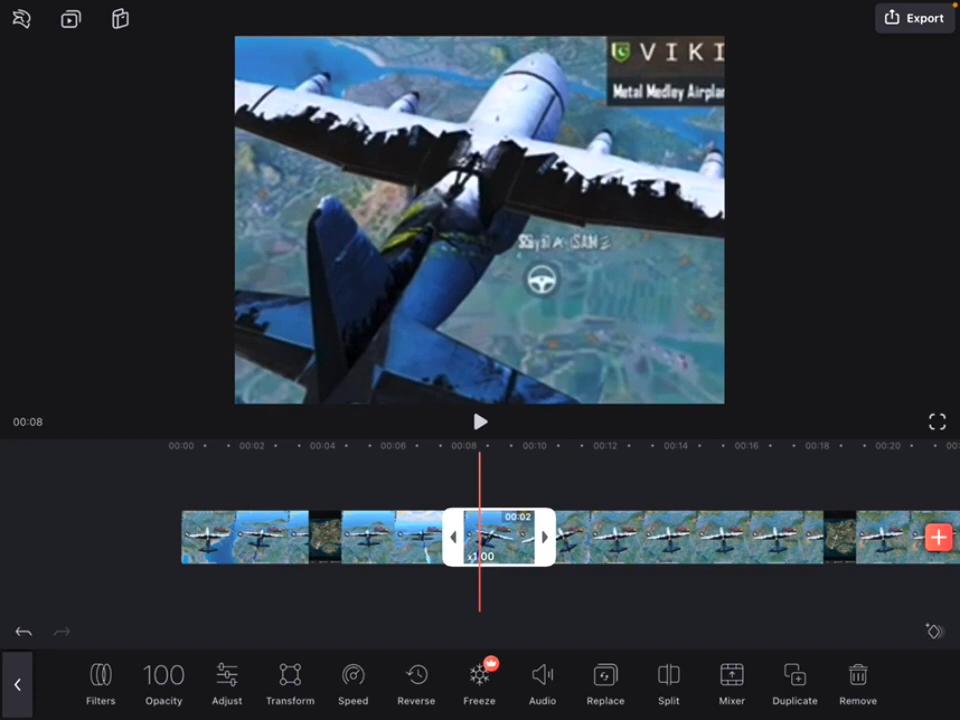 Export
VIKI
Metal Medley Airplan
00:08
00:00 00:02 00:04 00:06 00:08 00:10 00:12 00:14 00:16 00:18 00:20 00:
00:02
x1.00
100
Filters Opacity Adjust Transform Speed Reverse Freeze Audio Replace Split Mixer Duplicate Remove